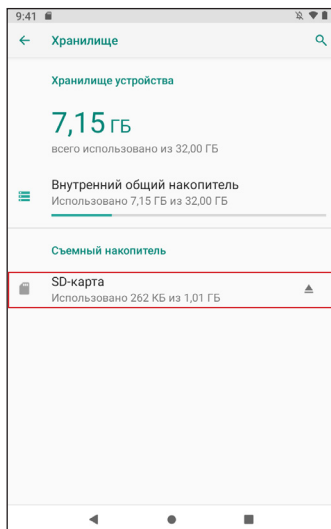 9:41
Хранилище
Хранилище устройства
7,15 ГБ
всего использовано из 32,00 ГБ
Внутренний общий накопитель
Использовано 7,15 ГБ из 32,00 ГБ
Съемный накопитель
SD-карта
Использовано 262 КБ из 1,01 ГБ